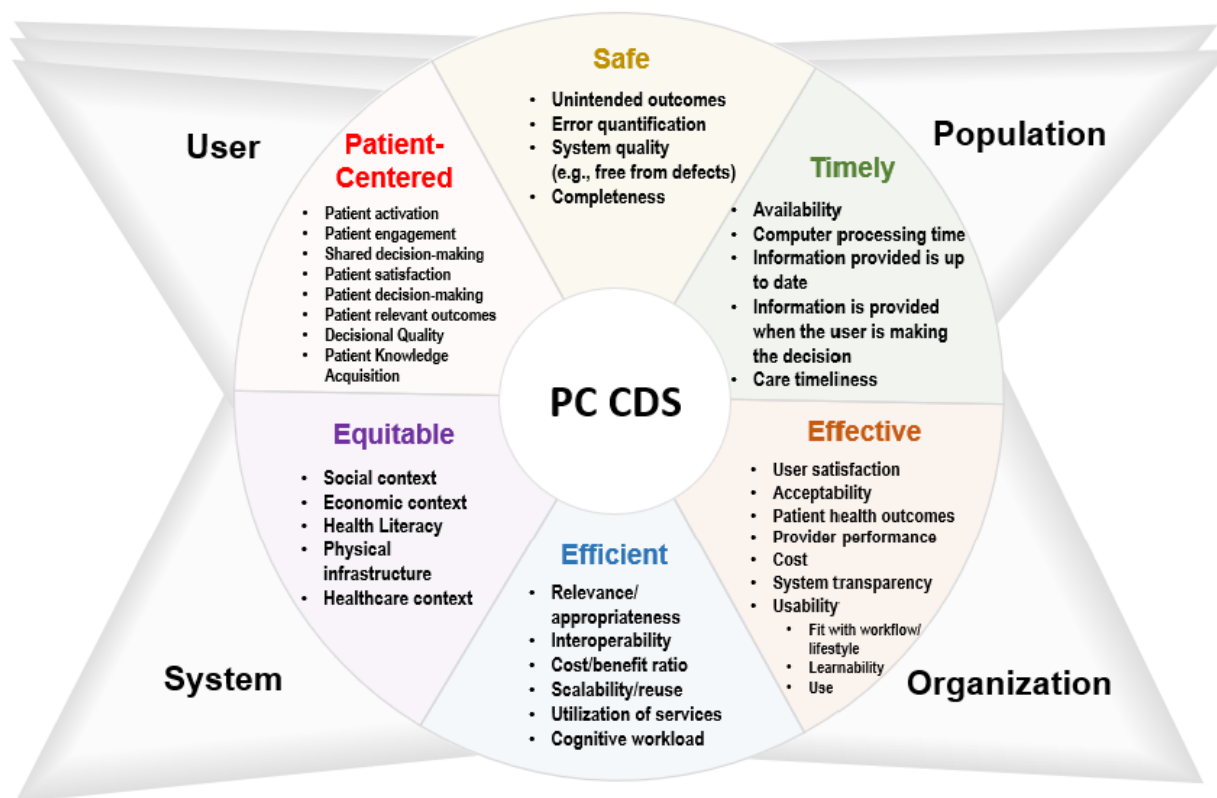 User
Population
System
Organization
PC CDS
Safe
• Unintended outcomes
• Error quantification
• System quality
(e.g., free from defects)
• Completeness
Timely
• Availability
• Computer processing time
• Information provided is up
to date
• Information is provided
when the user is making
the decision
• Care timeliness
Effective
• User satisfaction
• Acceptability
• Patient health outcomes
• Provider performance
• Cost
• System transparency
• Usability
• Fit with workflow/
lifestyle
• Learnability
• Use
Efficient
• Relevance/
appropriateness
• Interoperability
• Cost/benefit ratio
• Scalability/reuse
• Utilization of services
• Cognitive workload
Equitable
• Social context
• Economic context
• Health Literacy
• Physical
infrastructure
• Healthcare context
Patient-
Centered
• Patient activation
• Patient engagement
• Shared decision-making
• Patient satisfaction
• Patient decision-making
• Patient relevant outcomes
• Decisional Quality
• Patient Knowledge
Acquisition